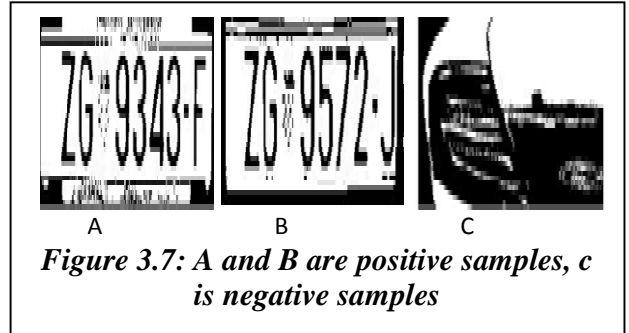 ZG 9343-F
ZG 9572-J
A B C
Figure 3.7: A and B are positive samples, c
is negative samples